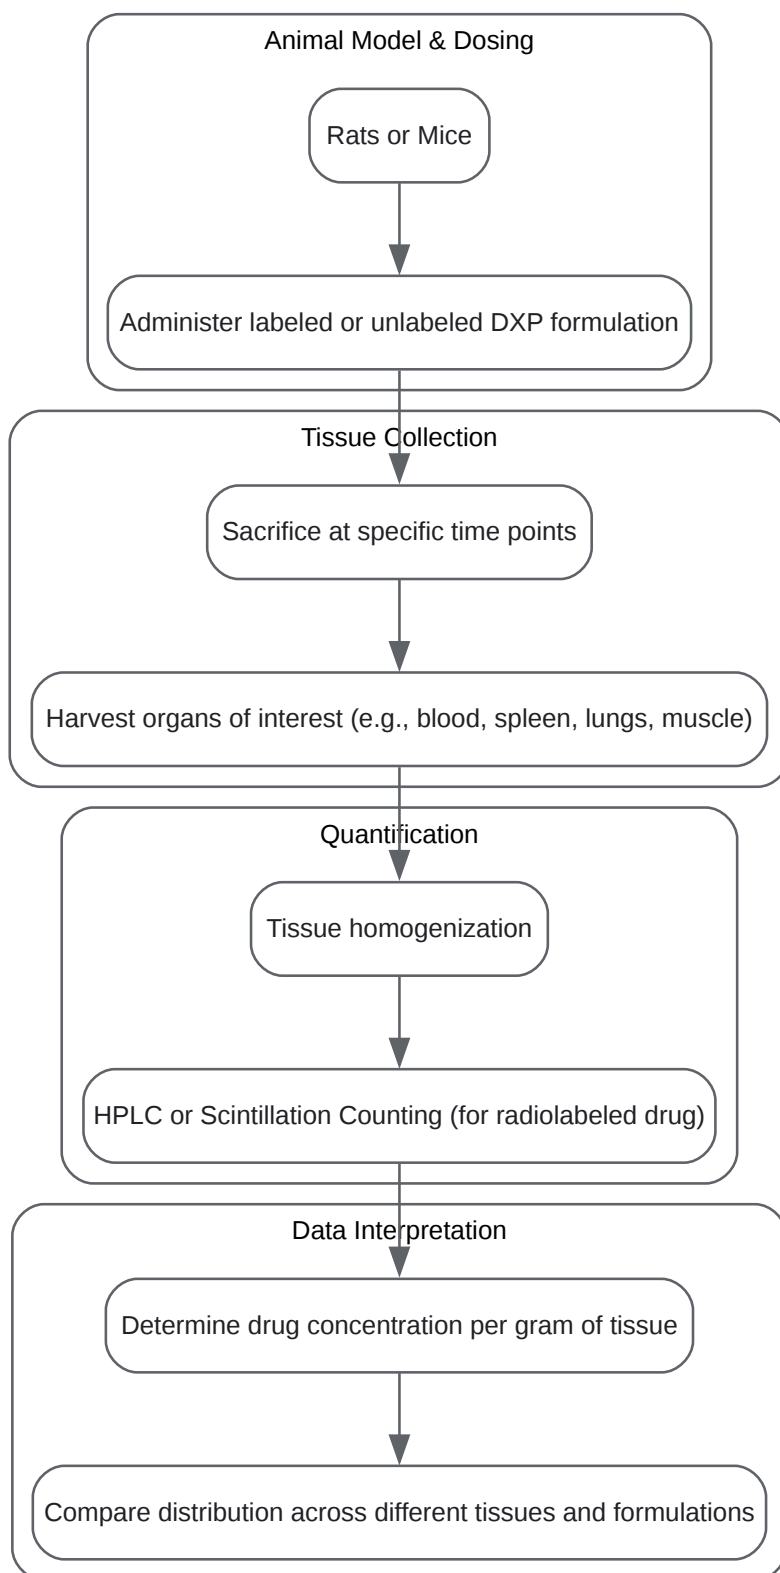 Animal Model & Dosing
Rats or Mice
Administer labeled or unlabeled DXP formulation
Tissue Collection
Sacrifice at specific time points
Harvest organs of interest (e.g., blood, spleen, lungs, muscle)
Quantification
Tissue homogenization
HPLC or Scintillation Counting (for radiolabeled drug)
Data Interpretation
Determine drug concentration per gram of tissue
Compare distribution across different tissues and formulations